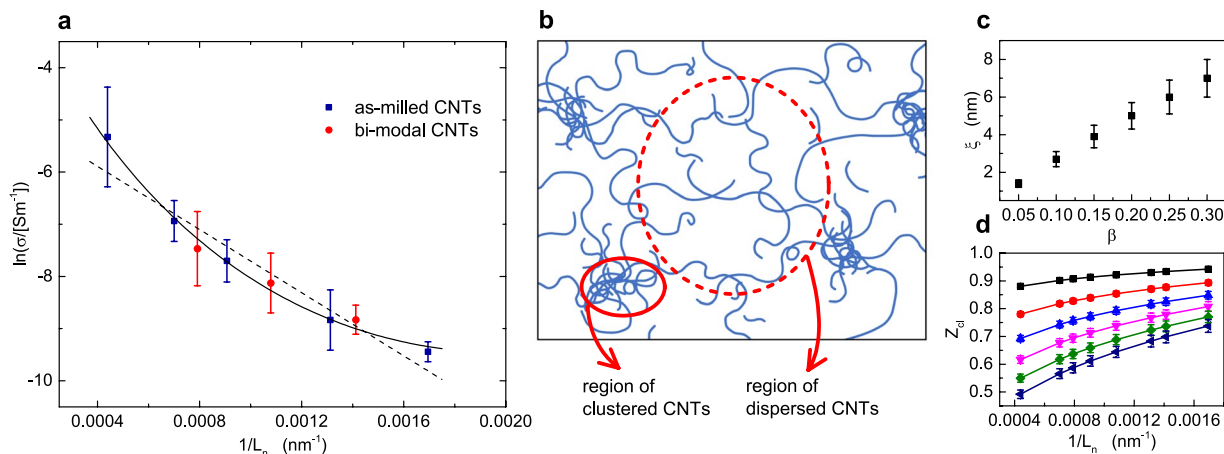 a
ln(σ/[Sm⁻¹])
-4
-6
-8
-10
as-milled CNTs
bi-modal CNTs
0.0004 0.0008 0.0012 0.0016 0.0020
1/Lₙ (nm⁻¹)
b
region of
clustered CNTs
region of
dispersed CNTs
c
ξ (nm)
8
6
4
2
0.05 0.10 0.15 0.20 0.25 0.30
β
d
Z_cl
1.0
0.9
0.8
0.7
0.6
0.5
0.0004 0.0008 0.0012 0.0016
1/Lₙ (nm⁻¹)